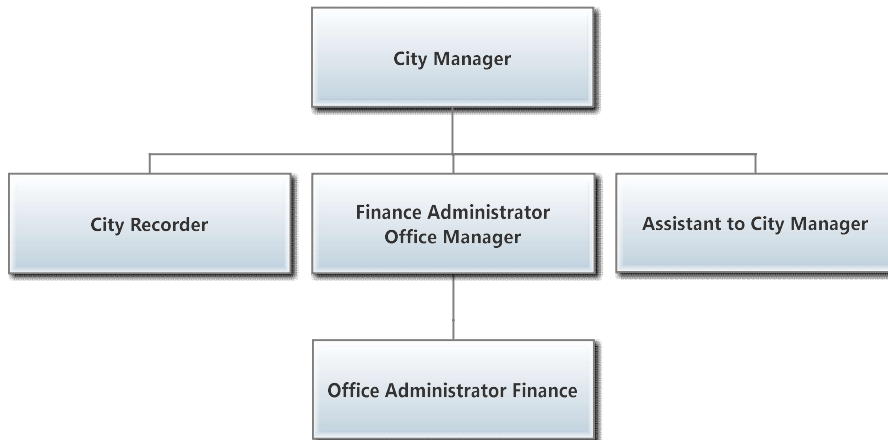 City Manager
City Recorder
Finance Administrator
Office Manager
Assistant to City Manager
Office Administrator Finance